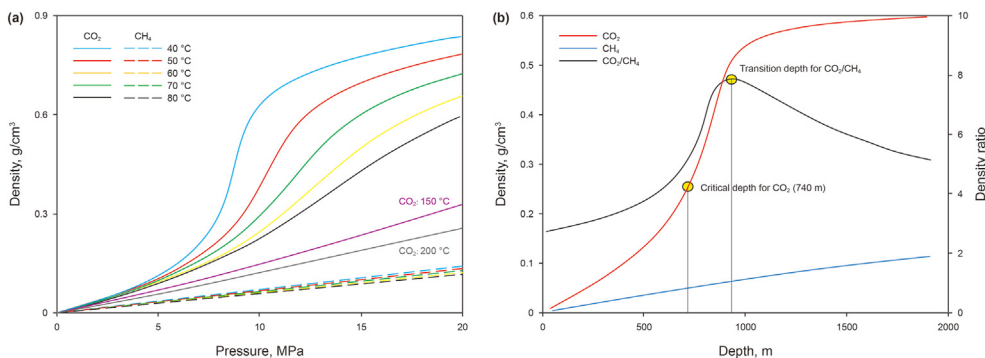 (a)
0.9
0.6
0.3
0
Density, g/cm³
CO₂ CH₄
40 °C
50 °C
60 °C
70 °C
80 °C
CO₂: 150 °C
CO₂: 200 °C
0 5 10 15 20
Pressure, MPa
(b)
0.6
0.5
0.4
0.3
0.2
0.1
0
Density, g/cm³
CO₂
CH₄
CO₂/CH₄
Transition depth for CO₂/CH₄
Critical depth for CO₂ (740 m)
10
8
6
4
2
0
Density ratio
0 500 1000 1500 2000
Depth, m